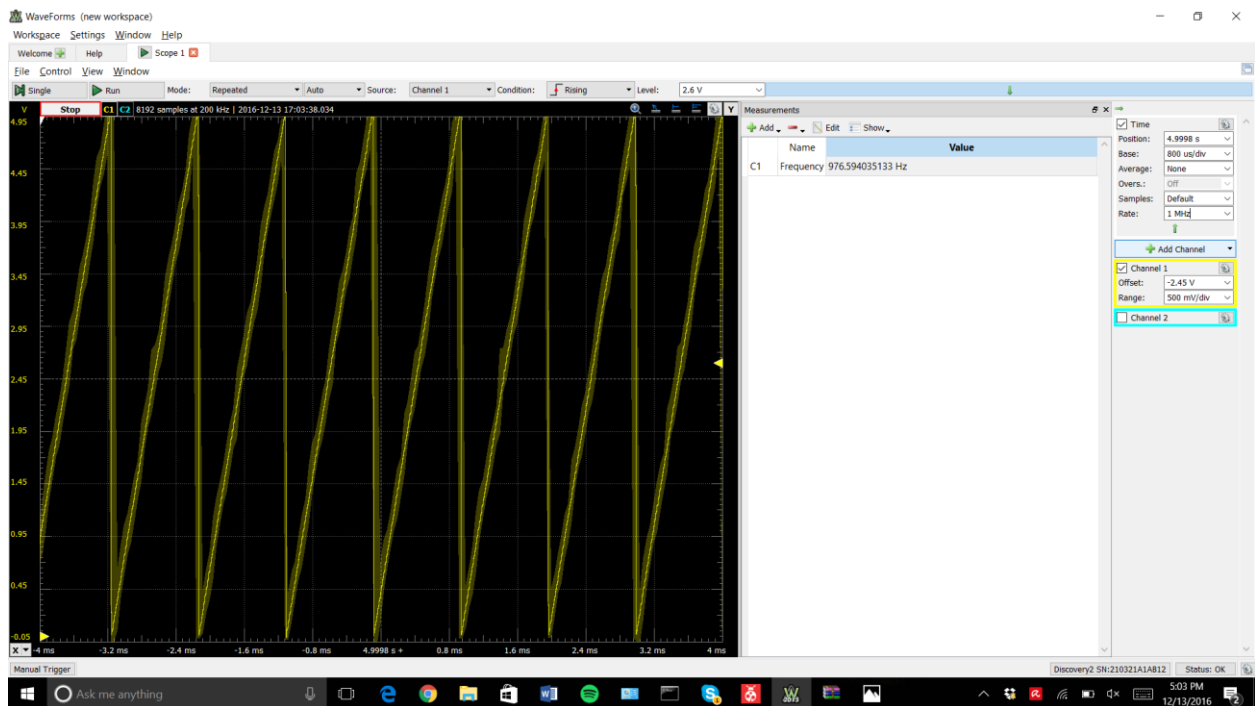 WaveForms (new workspace)
Workspace Settings Window Help
Welcome Help Scope 1
File Control View Window
Single Run Mode: Repeated Auto Source: Channel 1 Condition: Rising Level: 2.6 V
V Stop C1 C2 8192 samples at 200 kHz | 2016-12-13 17:03:38.034 Y
4.95
4.45
3.95
3.45
2.95
2.45
1.95
1.45
0.95
0.45
-0.05
X -4 ms -3.2 ms -2.4 ms -1.6 ms -0.8 ms 4.9998 s + 0.8 ms 1.6 ms 2.4 ms 3.2 ms 4 ms
Measurements
Add Edit Show
Name Value
C1 Frequency 976.594035133 Hz
Time
Position: 4.9998 s
Base: 800 us/div
Average: None
Overs.: Off
Samples: Default
Rate: 1 MHz
Add Channel
Channel 1
Offset: -2.45 V
Range: 500 mV/div
Channel 2
Manual Trigger Discovery2 SN:210321A1A812 Status: OK
Ask me anything
5:03 PM
12/13/2016
2